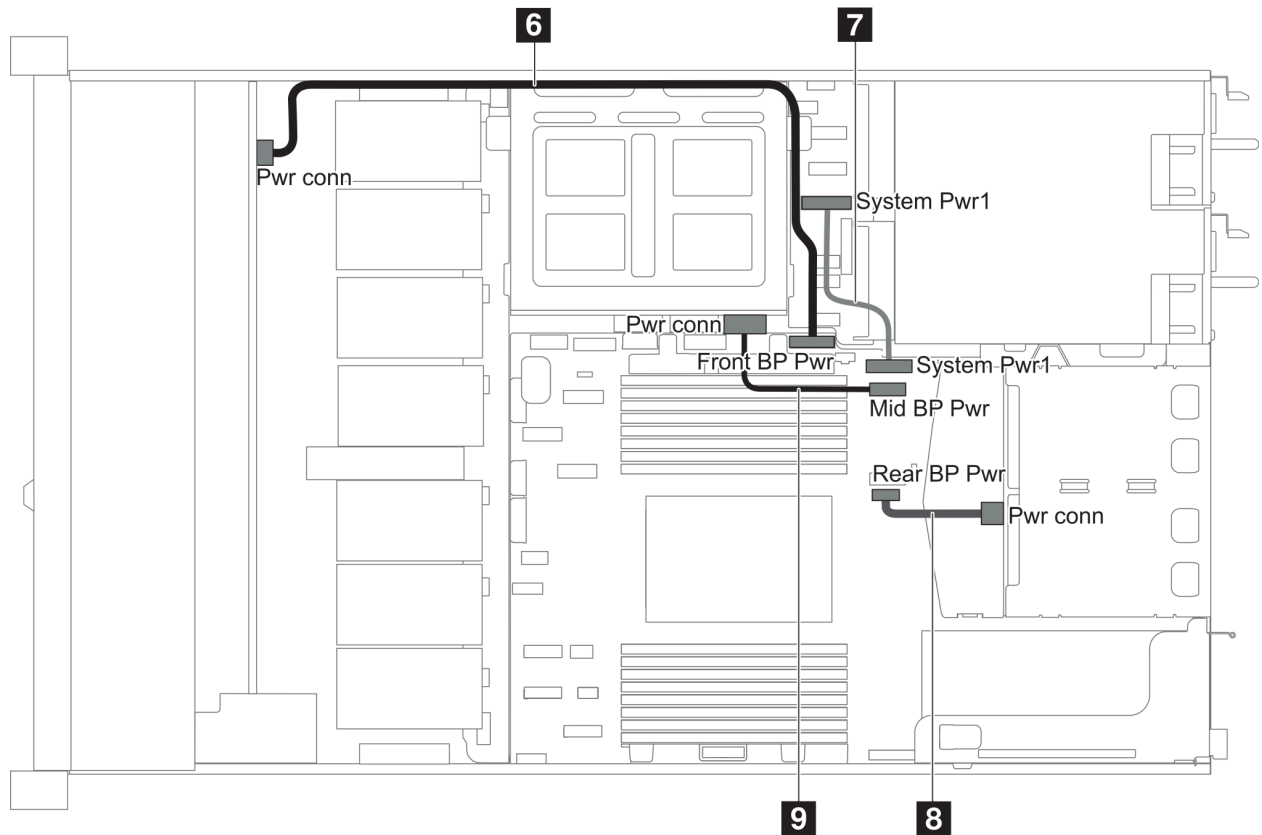 6
7
Pwr conn
System Pwr1
Pwr conn
Front BP Pwr
System Pwr1
Mid BP Pwr
Rear BP Pwr
Pwr conn
9
8